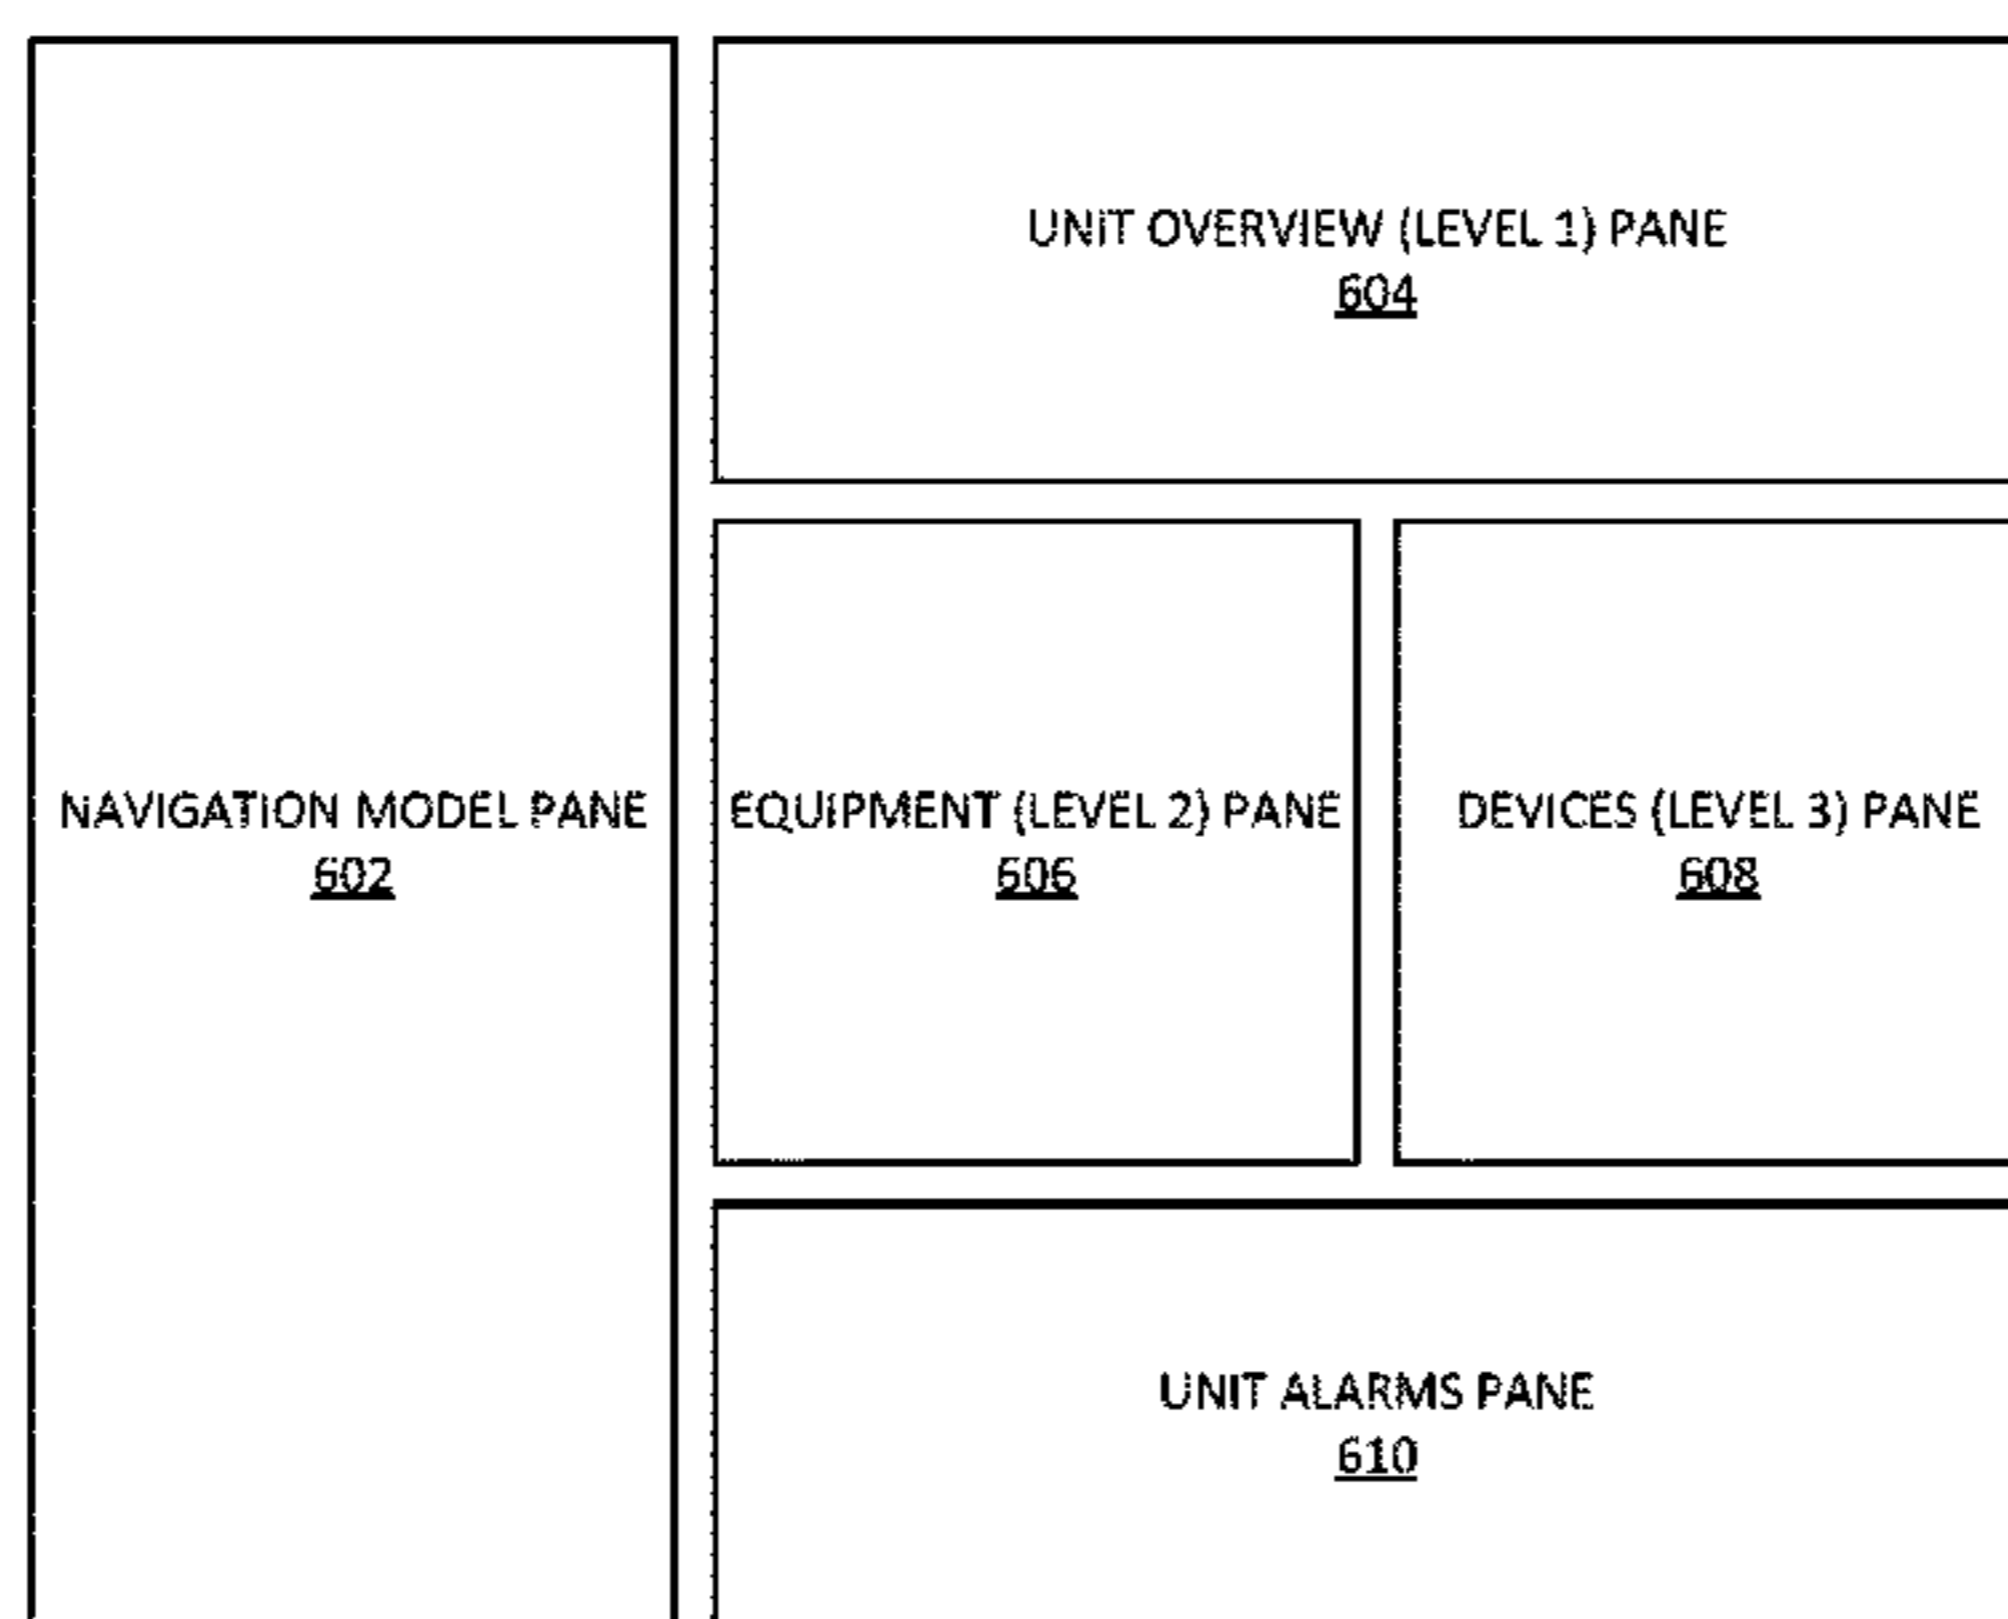 UNIT OVERVIEW (LEVEL 1) PANE
604
NAVIGATION MODEL PANE
602
EQUIPMENT (LEVEL 2) PANE
606
DEVICES (LEVEL 3) PANE
608
UNIT ALARMS PANE
610